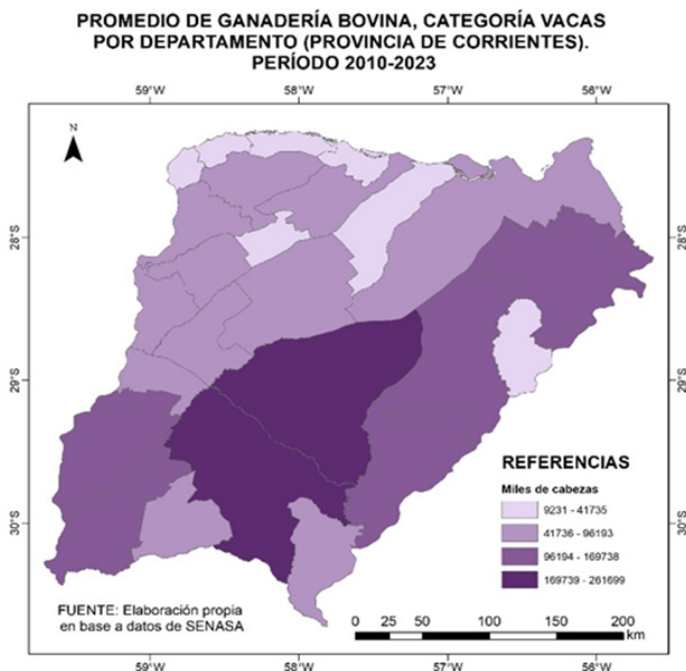 PROMEDIO DE GANADERÍA BOVINA, CATEGORÍA VACAS
POR DEPARTAMENTO (PROVINCIA DE CORRIENTES).
PERÍODO 2010-2023
59°W 58°W 57°W 56°W
N
28°S 28°S
29°S 29°S
30°S 30°S
REFERENCIAS
Miles de cabezas
9231 - 41735
41736 - 96193
96194 - 169738
169739 - 261699
FUENTE: Elaboración propia
en base a datos de SENASA
0 25 50 100 150 200
km
59°W 58°W 57°W 56°W